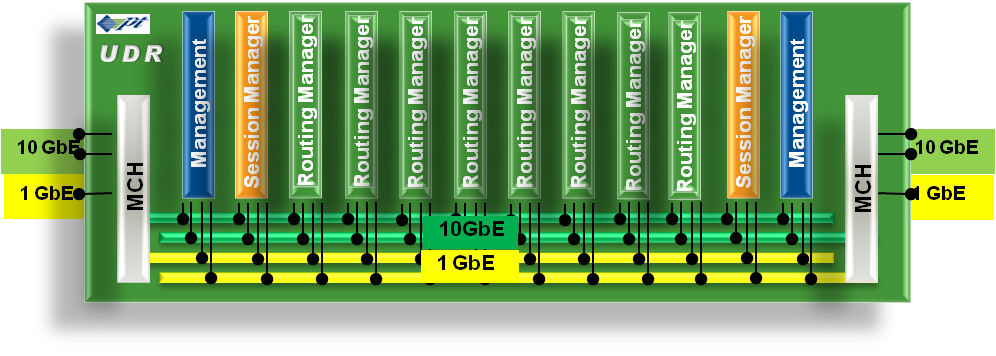 pt
UDR
Management
Session Manager
Routing Manager
Routing Manager
Routing Manager
Routing Manager
Routing Manager
Routing Manager
Routing Manager
Routing Manager
Session Manager
Management
10 GbE
1 GbE
MCH
MCH
10 GbE
1 GbE
10GbE
1 GbE